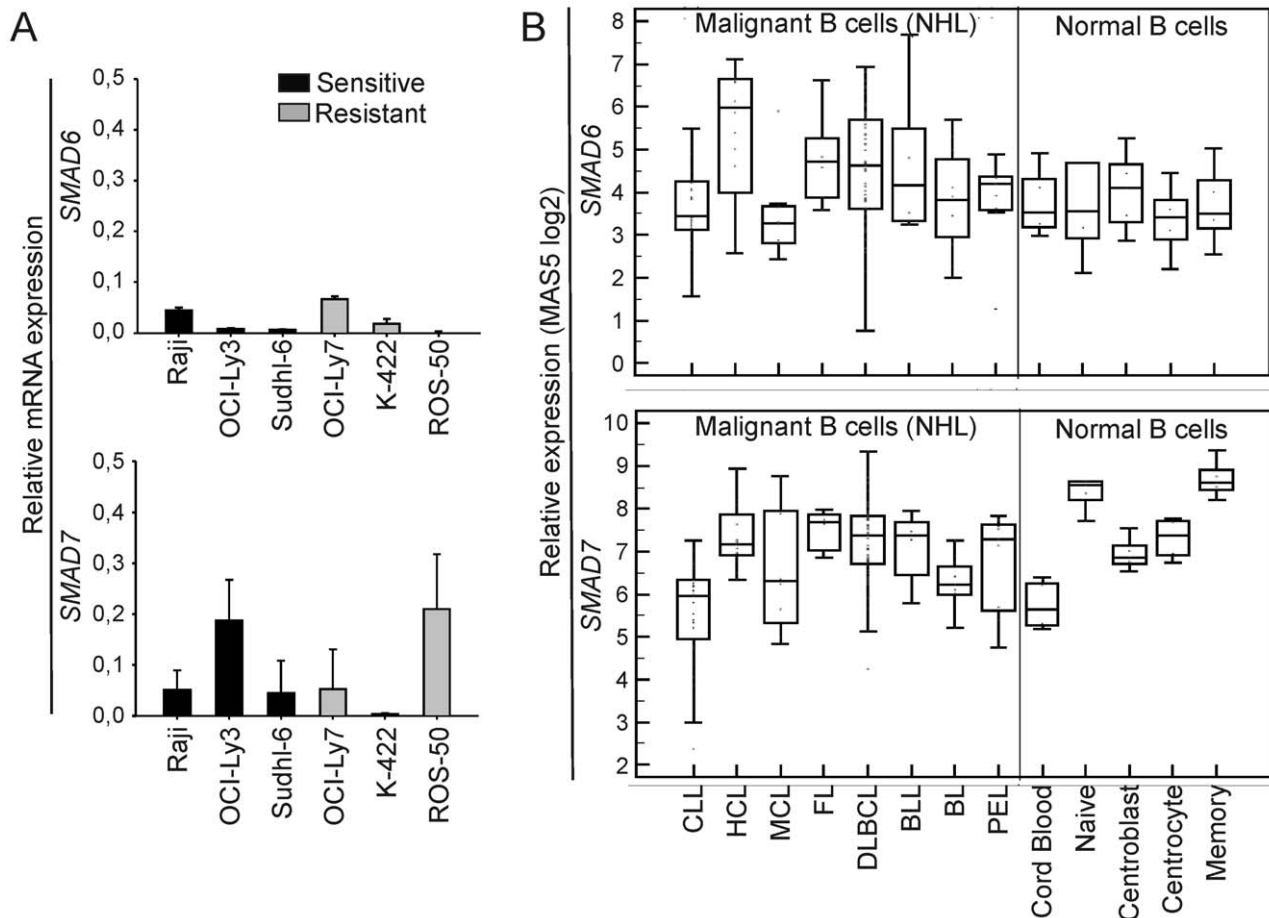 A
Relative mRNA expression
SMAD6
0,5
0,4
0,3
0,2
0,1
0,0
Sensitive
Resistant
Raji
OCI-Ly3
Sudhl-6
OCI-Ly7
K-422
ROS-50
SMAD7
0,5
0,4
0,3
0,2
0,1
0,0
Raji
OCI-Ly3
Sudhl-6
OCI-Ly7
K-422
ROS-50
B
Relative expression (MAS5 log2)
SMAD6
8
7
6
5
4
3
2
1
0
Malignant B cells (NHL)
Normal B cells
SMAD7
10
9
8
7
6
5
4
3
2
Malignant B cells (NHL)
Normal B cells
CLL
HCL
MCL
FL
DLBCL
BLL
BL
PEL
Cord Blood
Naive
Centroblast
Centrocyte
Memory